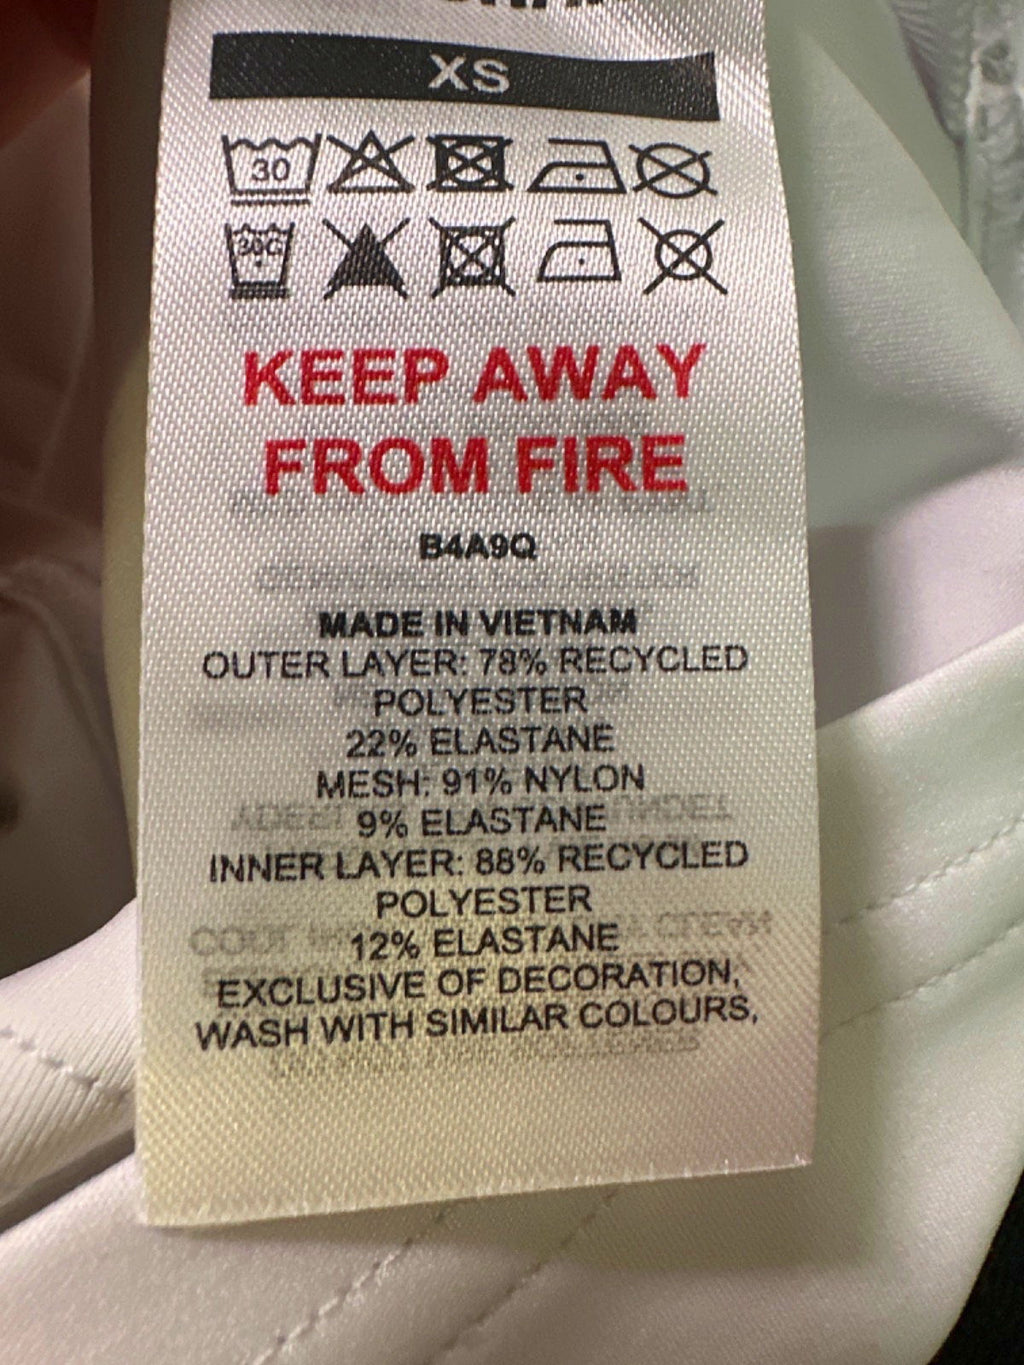 XS
30
30C
KEEP AWAY
FROM FIRE
B4A9Q
MADE IN VIETNAM
OUTER LAYER: 78% RECYCLED
POLYESTER
22% ELASTANE
MESH: 91% NYLON
9% ELASTANE
INNER LAYER: 88% RECYCLED
POLYESTER
12% ELASTANE
EXCLUSIVE OF DECORATION,
WASH WITH SIMILAR COLOURS,